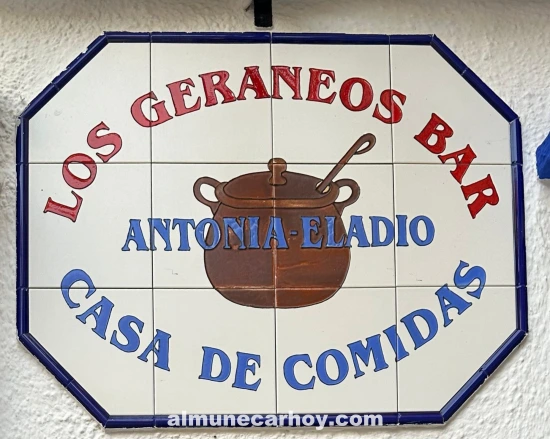 LOS GERANEOS BAR
ANTONIA-ELADIO
CASA DE COMIDAS
almunecarhoy.com